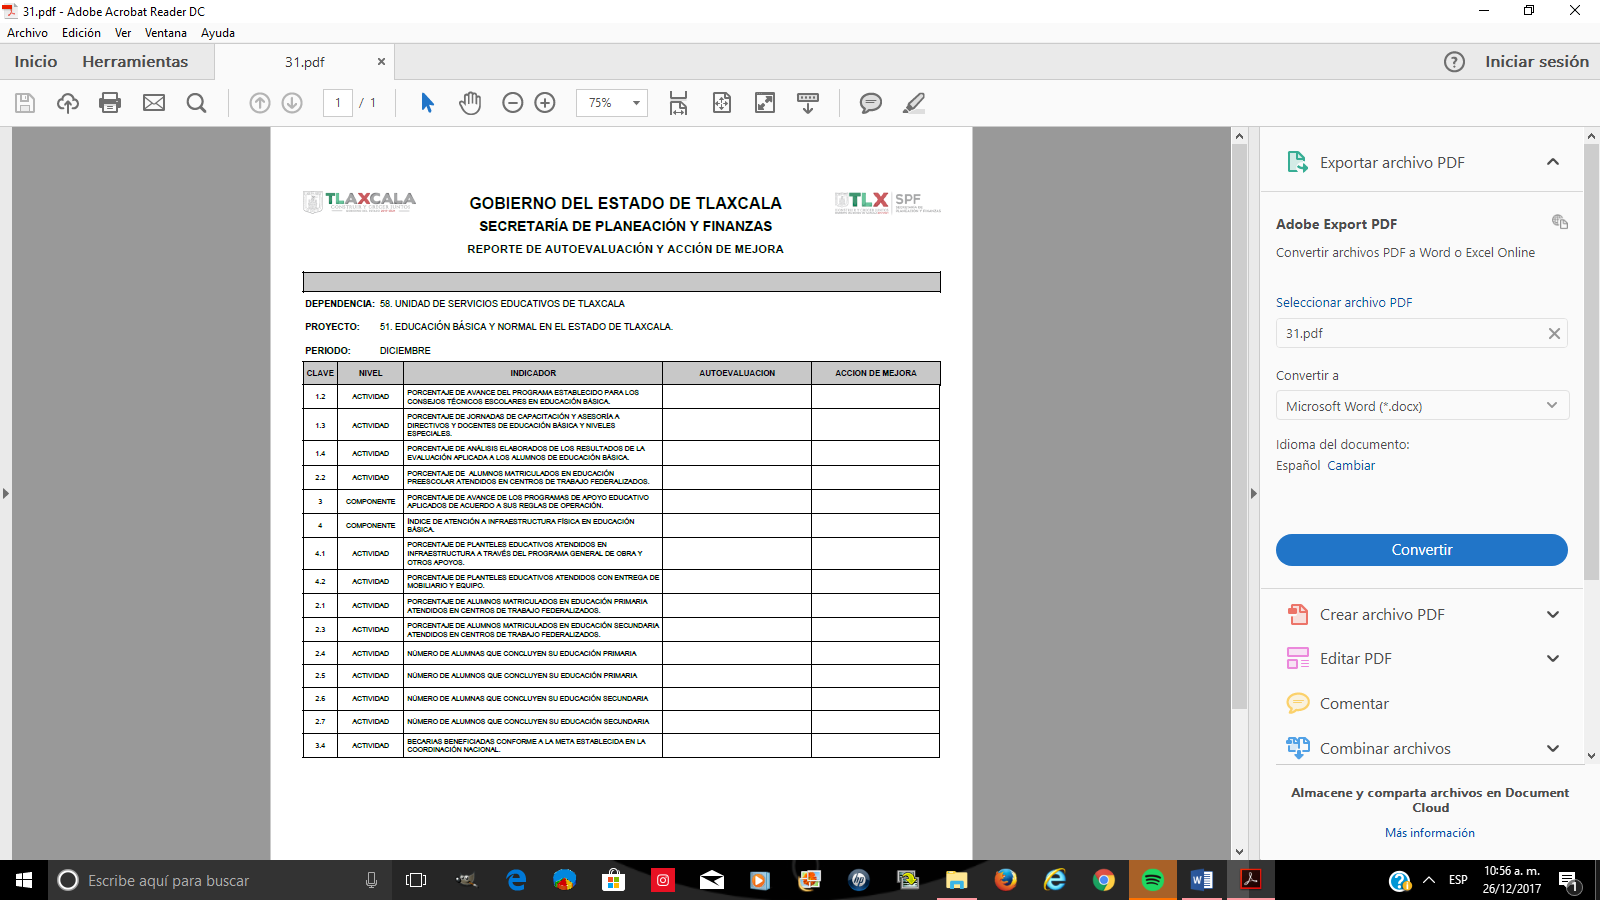 31.pdf - Adobe Acrobat Reader DC
Archivo Edición Ver Ventana Ayuda
Inicio Herramientas 31.pdf × ? Iniciar sesión
1 / 1 75%
TLAXCALA
TLX SPF
GOBIERNO DEL ESTADO DE TLAXCALA
SECRETARÍA DE PLANEACIÓN Y FINANZAS
REPORTE DE AUTOEVALUACIÓN Y ACCIÓN DE MEJORA
DEPENDENCIA: 58. UNIDAD DE SERVICIOS EDUCATIVOS DE TLAXCALA
PROYECTO: 51. EDUCACIÓN BÁSICA Y NORMAL EN EL ESTADO DE TLAXCALA.
PERIODO: DICIEMBRE
CLAVE NIVEL INDICADOR AUTOEVALUACION ACCION DE MEJORA
1.2 ACTIVIDAD PORCENTAJE DE AVANCE DEL PROGRAMA ESTABLECIDO PARA LOS
CONSEJOS TÉCNICOS ESCOLARES EN EDUCACIÓN BÁSICA.
1.3 ACTIVIDAD PORCENTAJE DE JORNADAS DE CAPACITACIÓN Y ASESORÍA A
DIRECTIVOS Y DOCENTES DE EDUCACIÓN BÁSICA Y NIVELES
ESPECIALES.
1.4 ACTIVIDAD PORCENTAJE DE ANÁLISIS ELABORADOS DE LOS RESULTADOS DE LA
EVALUACIÓN APLICADA A LOS ALUMNOS DE EDUCACIÓN BÁSICA.
2.2 ACTIVIDAD PORCENTAJE DE ALUMNOS MATRICULADOS EN EDUCACIÓN
PREESCOLAR ATENDIDOS EN CENTROS DE TRABAJO FEDERALIZADOS.
3 COMPONENTE PORCENTAJE DE AVANCE DE LOS PROGRAMAS DE APOYO EDUCATIVO
APLICADOS DE ACUERDO A SUS REGLAS DE OPERACIÓN.
4 COMPONENTE ÍNDICE DE ATENCIÓN A INFRAESTRUCTURA FÍSICA EN EDUCACIÓN
BÁSICA.
4.1 ACTIVIDAD PORCENTAJE DE PLANTELES EDUCATIVOS ATENDIDOS EN
INFRAESTRUCTURA A TRAVÉS DEL PROGRAMA GENERAL DE OBRA Y
OTROS APOYOS.
4.2 ACTIVIDAD PORCENTAJE DE PLANTELES EDUCATIVOS ATENDIDOS CON ENTREGA DE
MOBILIARIO Y EQUIPO.
2.1 ACTIVIDAD PORCENTAJE DE ALUMNOS MATRICULADOS EN EDUCACIÓN PRIMARIA
ATENDIDOS EN CENTROS DE TRABAJO FEDERALIZADOS.
2.3 ACTIVIDAD PORCENTAJE DE ALUMNOS MATRICULADOS EN EDUCACIÓN SECUNDARIA
ATENDIDOS EN CENTROS DE TRABAJO FEDERALIZADOS.
2.4 ACTIVIDAD NÚMERO DE ALUMNAS QUE CONCLUYEN SU EDUCACIÓN PRIMARIA
2.5 ACTIVIDAD NÚMERO DE ALUMNOS QUE CONCLUYEN SU EDUCACIÓN PRIMARIA
2.6 ACTIVIDAD NÚMERO DE ALUMNAS QUE CONCLUYEN SU EDUCACIÓN SECUNDARIA
2.7 ACTIVIDAD NÚMERO DE ALUMNOS QUE CONCLUYEN SU EDUCACIÓN SECUNDARIA
3.4 ACTIVIDAD BECARIAS BENEFICIADAS CONFORME A LA META ESTABLECIDA EN LA
COORDINACIÓN NACIONAL.
Exportar archivo PDF
Adobe Export PDF
Convertir archivos PDF a Word o Excel Online
Seleccionar archivo PDF
31.pdf
Convertir a
Microsoft Word (*.docx)
Idioma del documento:
Español Cambiar
Convertir
Crear archivo PDF
Editar PDF
Comentar
Combinar archivos
Almacene y comparta archivos en Document
Cloud
Más información
Escribe aquí para buscar
ESP
10:56 a. m.
26/12/2017
1